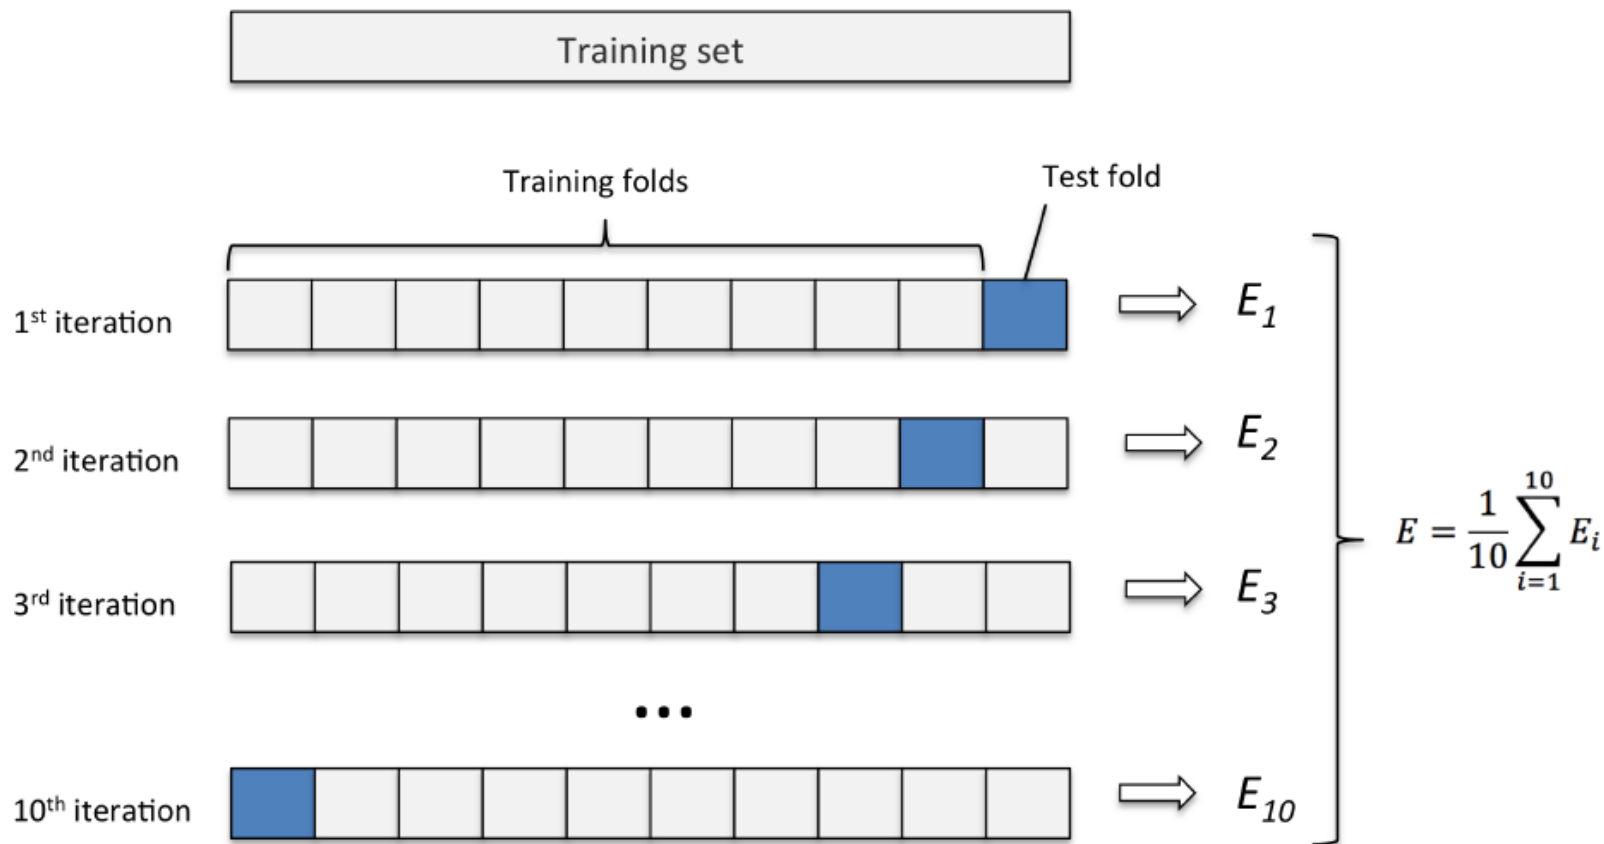 Training set
Training folds
Test fold
1st iteration
E1
2nd iteration
E2
E = 1/10 ∑_{i=1}^{10} Ei
3rd iteration
E3
...
10th iteration
E10